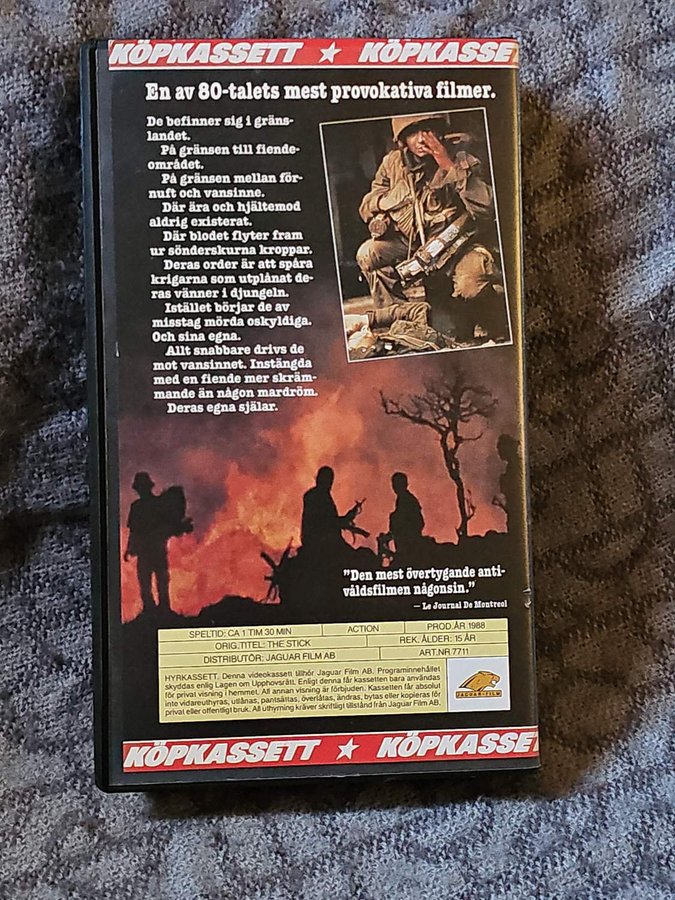 KÖPKASSETT ★ KÖPKASSE
En av 80-talets mest provokativa filmer.
De befinner sig i gräns-
landet.
På gränsen till fiende-
området.
På gränsen mellan för-
nuft och vansinne.
Där ära och hjältemod
aldrig existerat.
Där blodet flyter fram
ur sönderskurna kroppar.
Deras order är att spåra
krigarna som utplånat de-
ras vänner i djungeln.
Istället börjar de av
misstag mörda oskyldiga.
Och sina egna.
Allt snabbare drivs de
mot vansinnet. Instängda
med en fiende mer skräm-
mande än någon mardröm.
Deras egna själar.
"Den mest övertygande anti-
våldsfilmen någonsin."
– Le Journal De Montreol
SPELTID: CA 1 TIM 30 MIN ACTION PROD.ÅR 1988
ORIG.TITEL: THE STICK REK. ÅLDER: 15 ÅR
DISTRIBUTÖR: JAGUAR FILM AB ART.NR 7711
HYRKASSETT. Denna videokassett tillhör Jaguar Film AB. Programinnehållet
skyddas enlig Lagen om Upphovsrätt. Enligt denna får kassetten bara användas
för privat visning i hemmet. All annan visning är förbjuden. Kassetten får absolut
inte vidareuthyras, utlånas, pantsättas, överlåtas, ändras, bytas eller kopieras för
privat eller offentligt bruk. All uthyrning kräver skriftligt tillstånd från Jaguar Film AB.
JAGUAR-FILM
KÖPKASSETT ★ KÖPKASSET